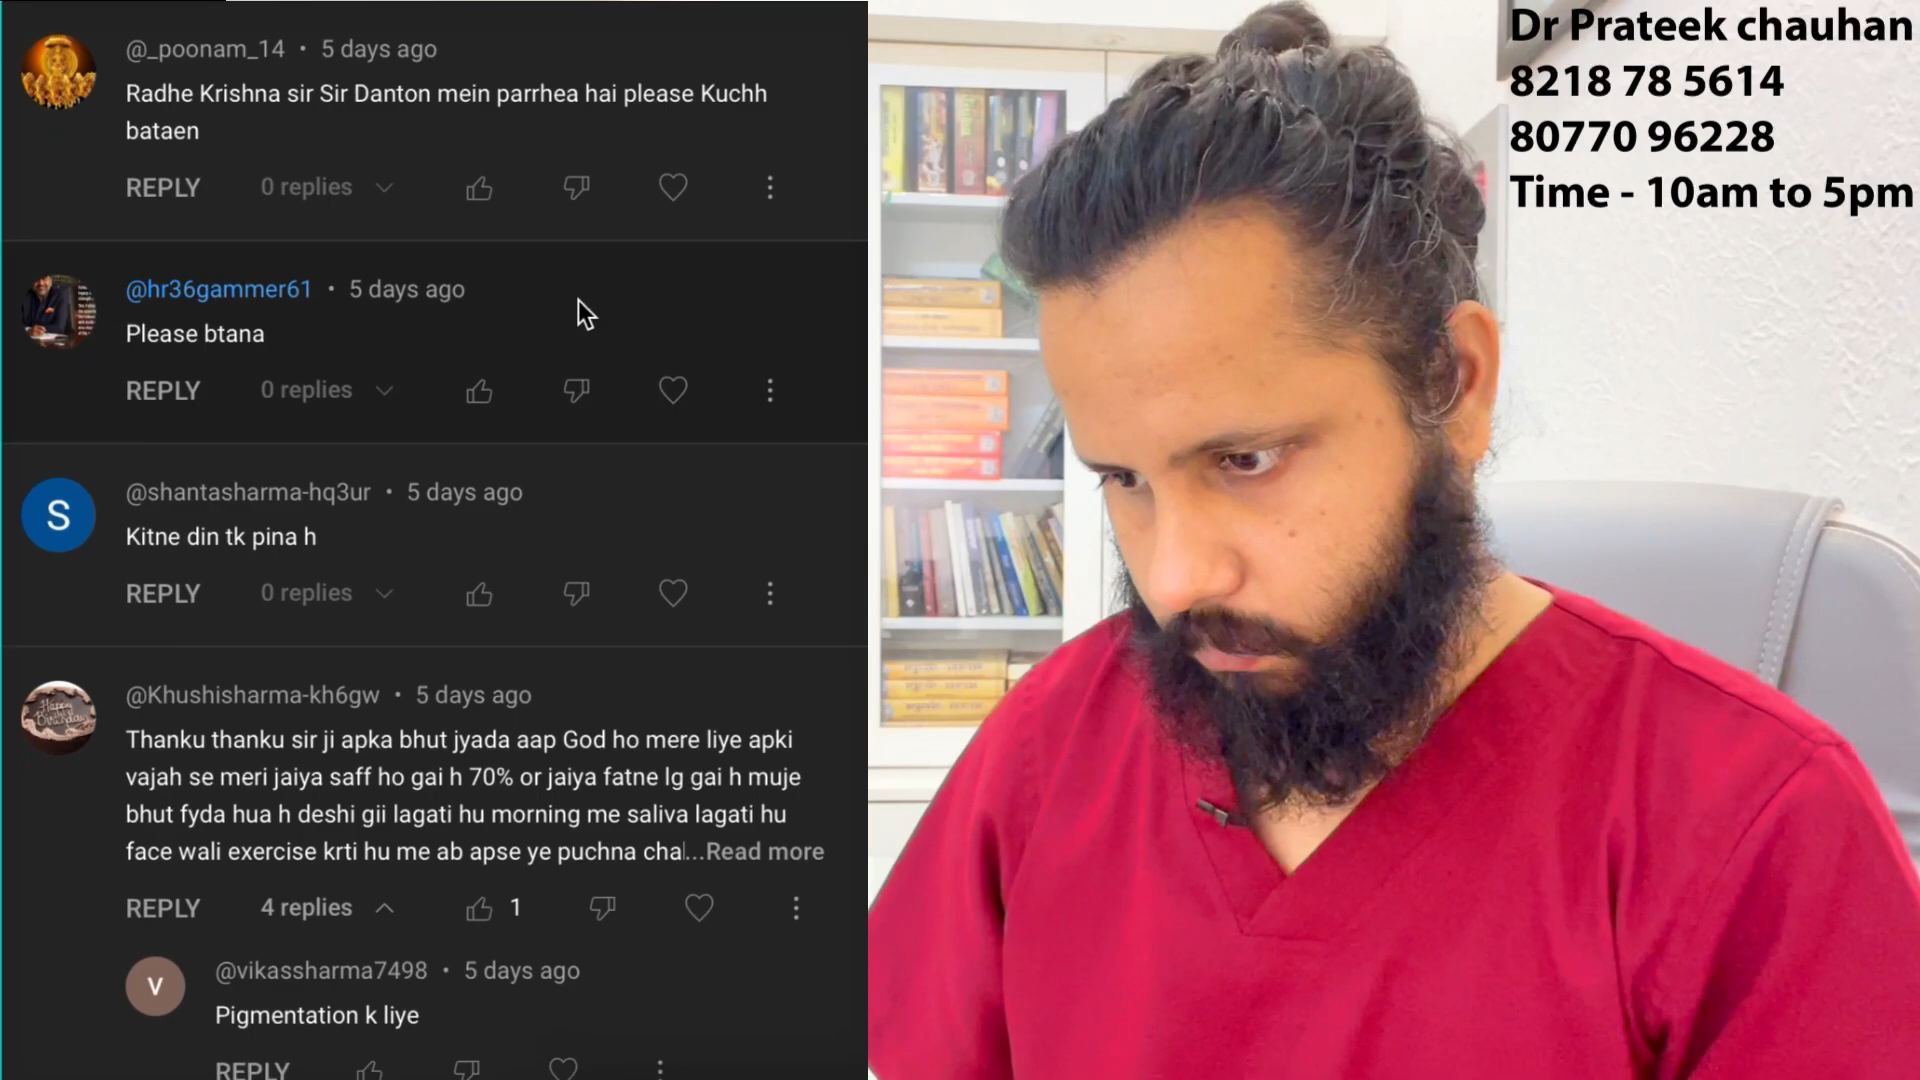 @_poonam_14 • 5 days ago
Radhe Krishna sir Sir Danton mein parrhea hai please Kuchh
bataen
REPLY 0 replies
@hr36gammer61 • 5 days ago
Please btana
REPLY 0 replies
@shantasharma-hq3ur • 5 days ago
S
Kitne din tk pina h
REPLY 0 replies
@Khushisharma-kh6gw • 5 days ago
Happy
Birthday
Thanku thanku sir ji apka bhut jyada aap God ho mere liye apki
vajah se meri jaiya saff ho gai h 70% or jaiya fatne lg gai h muje
bhut fyda hua h deshi gii lagati hu morning me saliva lagati hu
face wali exercise krti hu me ab apse ye puchna cha...Read more
REPLY 4 replies 1
@vikassharma7498 • 5 days ago
V
Pigmentation k liye
REPLY
Dr Prateek chauhan
8218 78 5614
80770 96228
Time - 10am to 5pm